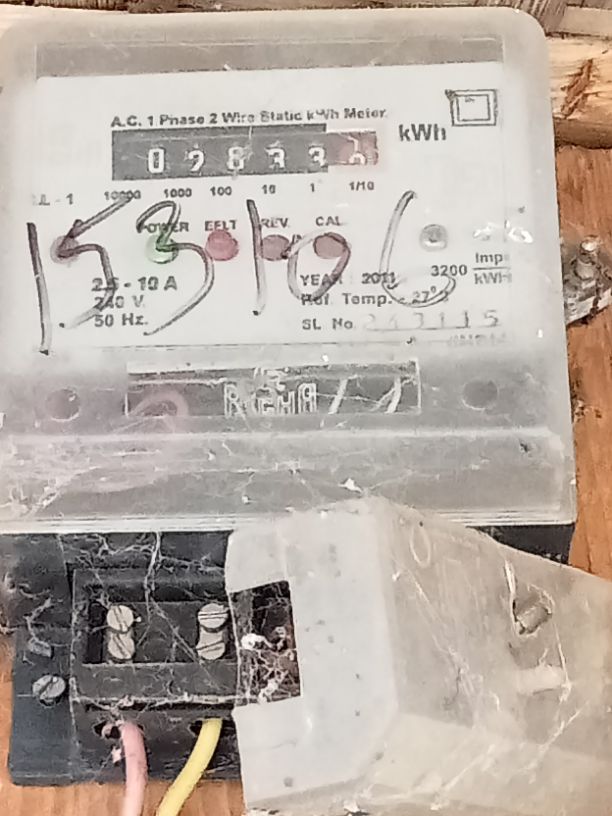 A.C. 1 Phase 2 Wire Static kWh Meter.
kWh
0 2 8 3 3
10000 1000 100 10 1 1/10
POWER EFLT REV. CAL
153106
2.5 - 10 A
240 V.
50 Hz.
YEAR : 2011
Ref. Temp. - 27°
3200 Imp
kWH
SL No. 243115